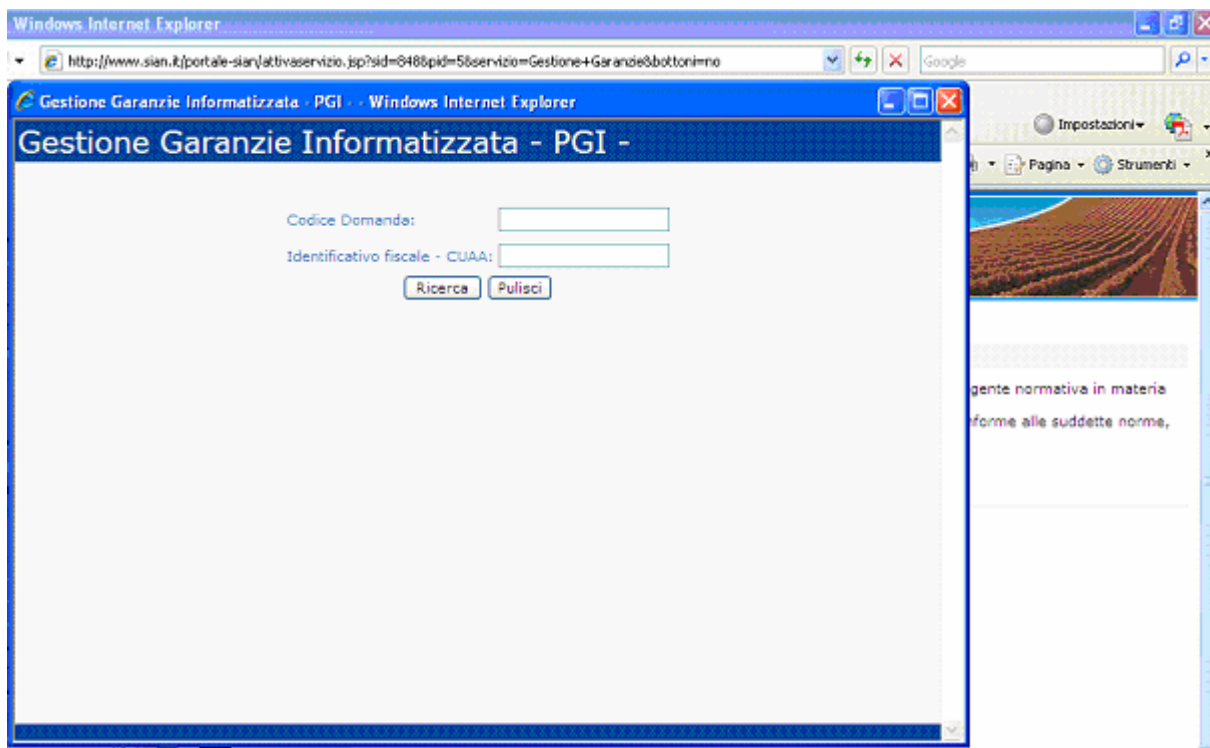 Windows Internet Explorer
http://www.sian.it/portale-sian/attivaservizio.jsp?sid=848&pid=5&servizio=Gestione+Garanzie&bottoni=no
Google
Gestione Garanzie Informatizzata - PGI - - Windows Internet Explorer
Impostazioni
Gestione Garanzie Informatizzata - PGI -
Pagina
Strumenti
Codice Domanda:
Identificativo fiscale - CUAA:
Ricerca
Pulisci
gente normativa in materia
nforme alle suddette norme,